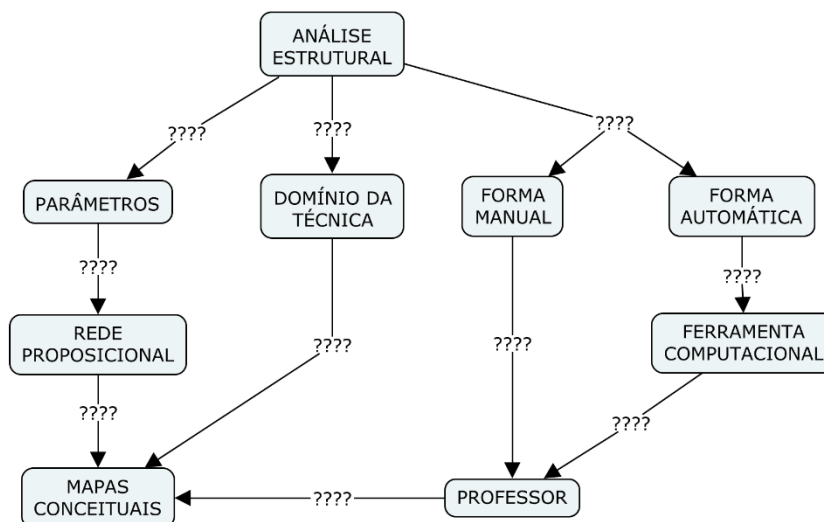 ANÁLISE
ESTRUTURAL
????
????
????
PARÂMETROS
DOMÍNIO DA
TÉCNICA
FORMA
MANUAL
FORMA
AUTOMÁTICA
????
????
REDE
PROPOSICIONAL
????
????
FERRAMENTA
COMPUTACIONAL
????
????
MAPAS
CONCEITUAIS
????
PROFESSOR